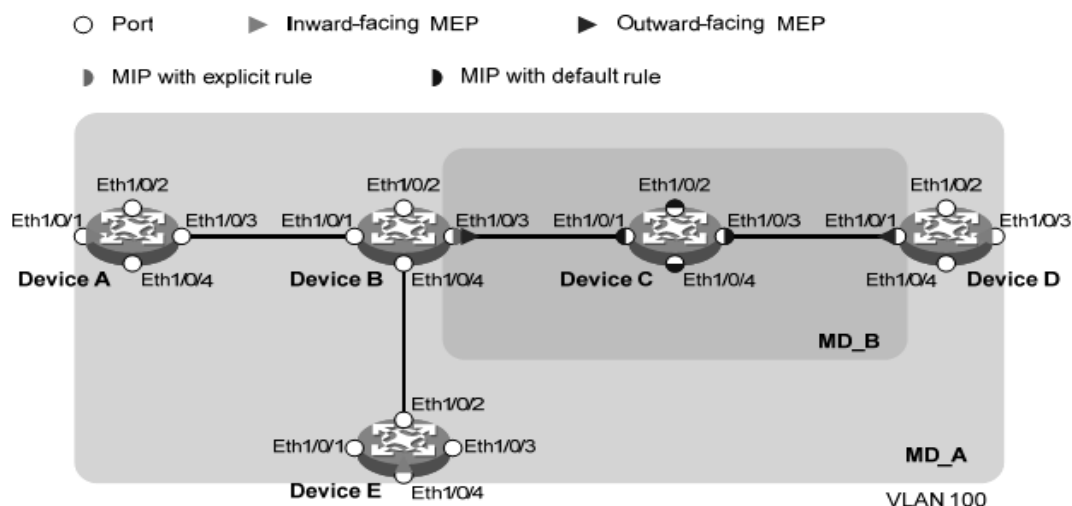 Port
Inward-facing MEP
Outward-facing MEP
MIP with explicit rule
MIP with default rule
Eth1/0/2
Eth1/0/2
Eth1/0/2
Eth1/0/2
Eth1/0/1
Eth1/0/3
Eth1/0/1
Eth1/0/3
Eth1/0/1
Eth1/0/3
Eth1/0/1
Eth1/0/3
Device A
Eth1/0/4
Device B
Eth1/0/4
Device C
Eth1/0/4
Eth1/0/4
Device D
MD_B
Eth1/0/2
Eth1/0/1
Eth1/0/3
Device E
Eth1/0/4
MD_A
VLAN 100